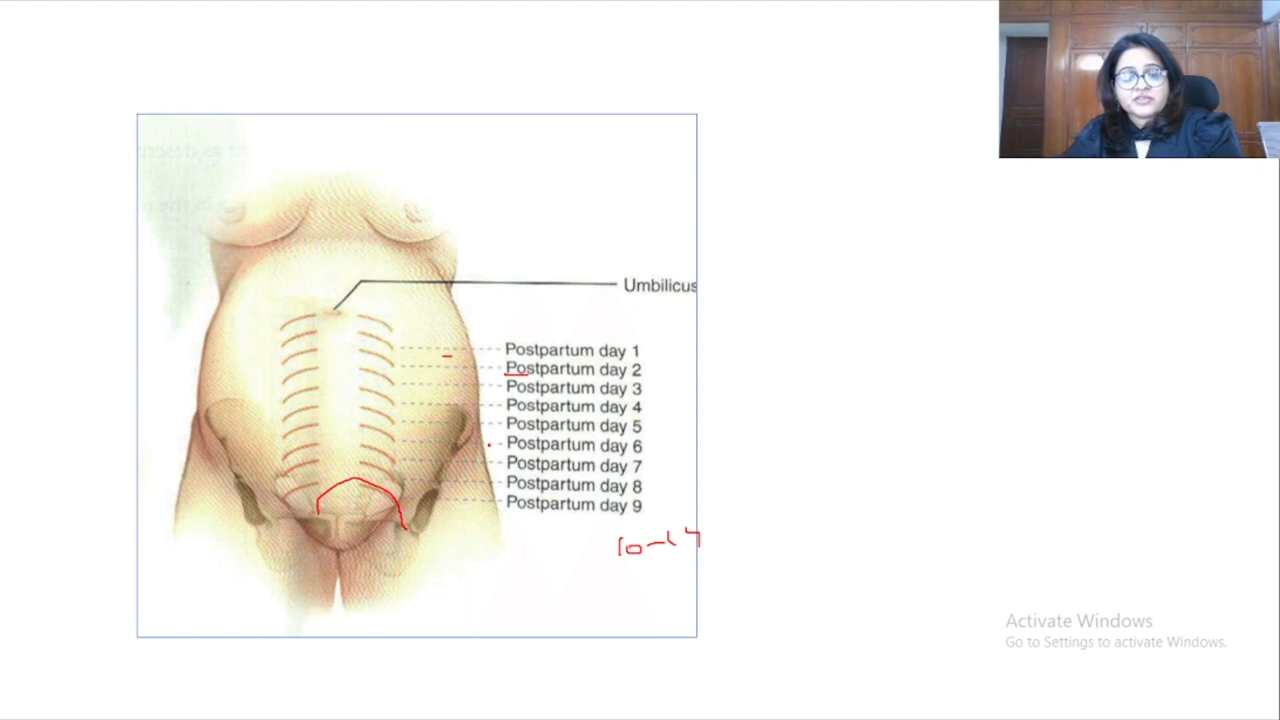 Umbilicus
Postpartum day 1
Postpartum day 2
Postpartum day 3
Postpartum day 4
Postpartum day 5
Postpartum day 6
Postpartum day 7
Postpartum day 8
Postpartum day 9
10-14
Activate Windows
Go to Settings to activate Windows.